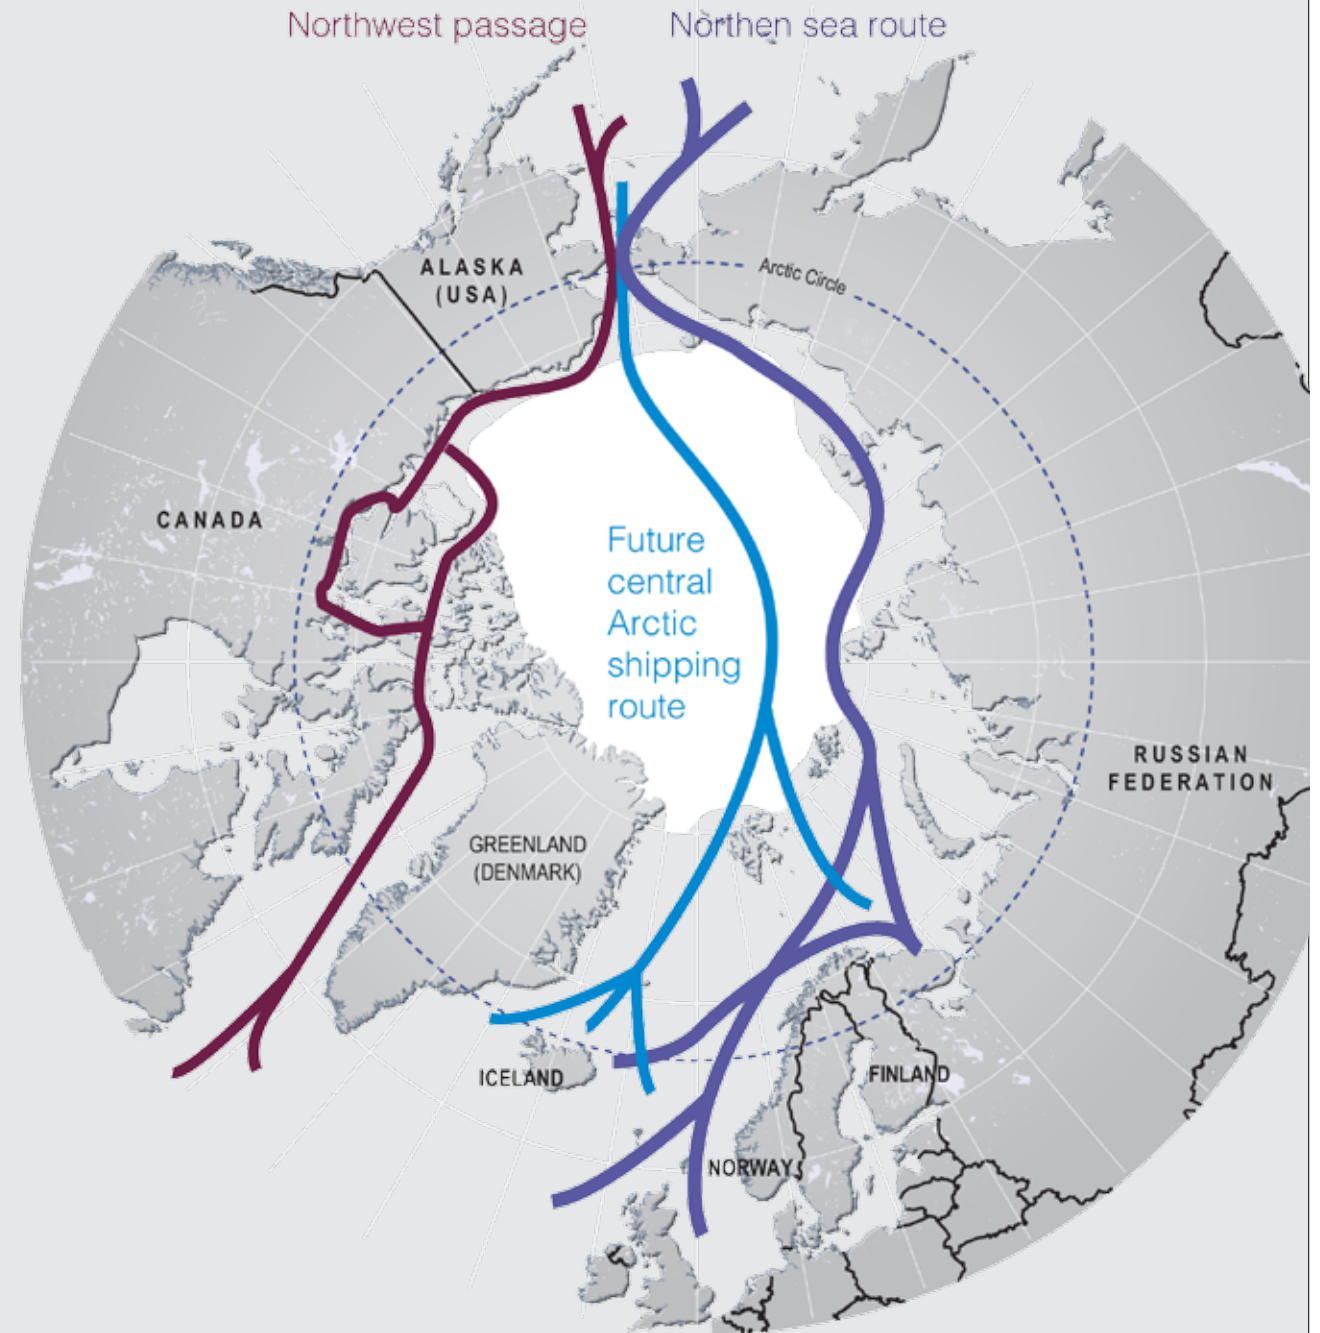 Northwest passage
Northen sea route
Arctic Circle
ALASKA
(USA)
CANADA
Future
central
Arctic
shipping
route
RUSSIAN
FEDERATION
GREENLAND
(DENMARK)
ICELAND
FINLAND
NORWAY